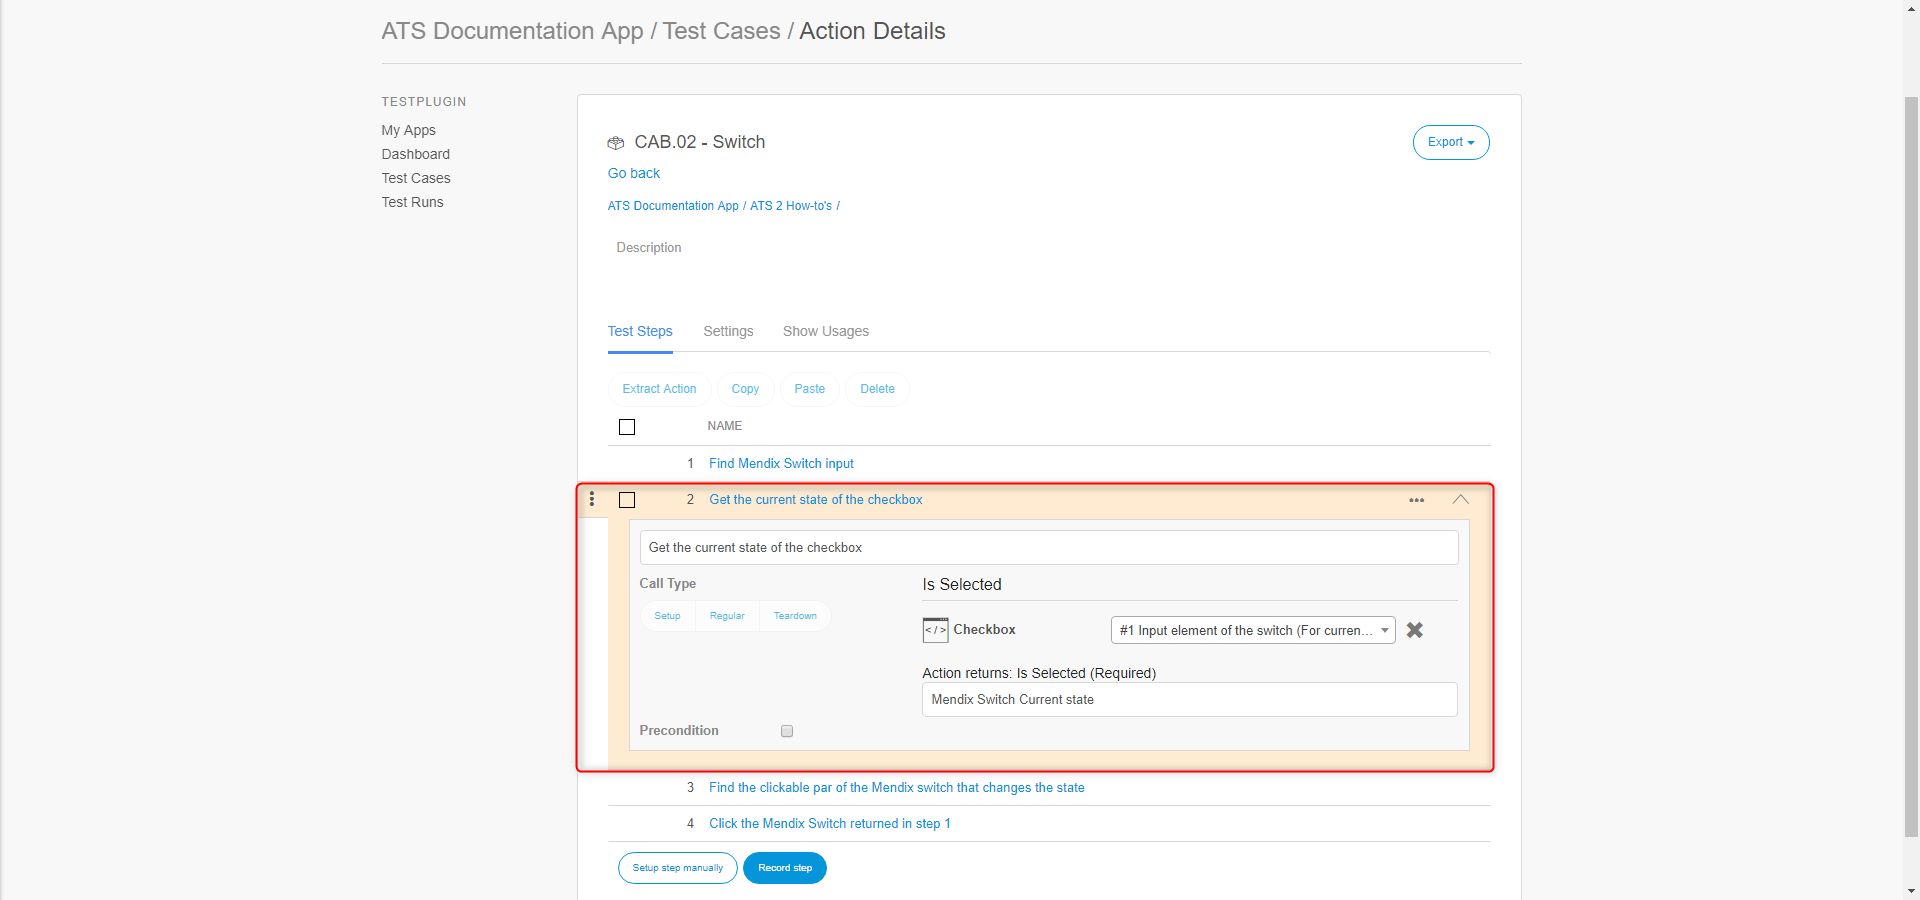 ATS Documentation App / Test Cases / Action Details
TESTPLUGIN
My Apps
Dashboard
Test Cases
Test Runs
CAB.02 - Switch
Export
Go back
ATS Documentation App / ATS 2 How-to's /
Description
Test Steps Settings Show Usages
Extract Action Copy Paste Delete
NAME
1 Find Mendix Switch input
2 Get the current state of the checkbox
Get the current state of the checkbox
Call Type
Is Selected
Setup Regular Teardown
</> Checkbox #1 Input element of the switch (For curren...
Action returns: Is Selected (Required)
Mendix Switch Current state
Precondition
3 Find the clickable par of the Mendix switch that changes the state
4 Click the Mendix Switch returned in step 1
Setup step manually Record step